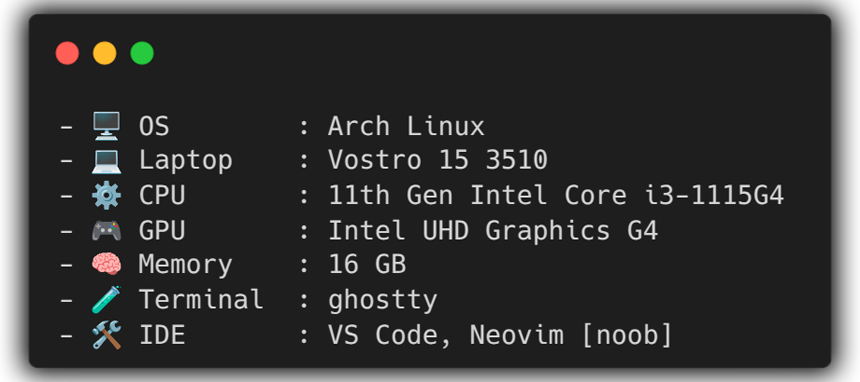 - 🖥️ OS : Arch Linux
- 💻 Laptop : Vostro 15 3510
- ⚙️ CPU : 11th Gen Intel Core i3-1115G4
- 🎮 GPU : Intel UHD Graphics G4
- 🧠 Memory : 16 GB
- 🧪 Terminal : ghostty
- 🛠️ IDE : VS Code, Neovim [noob]